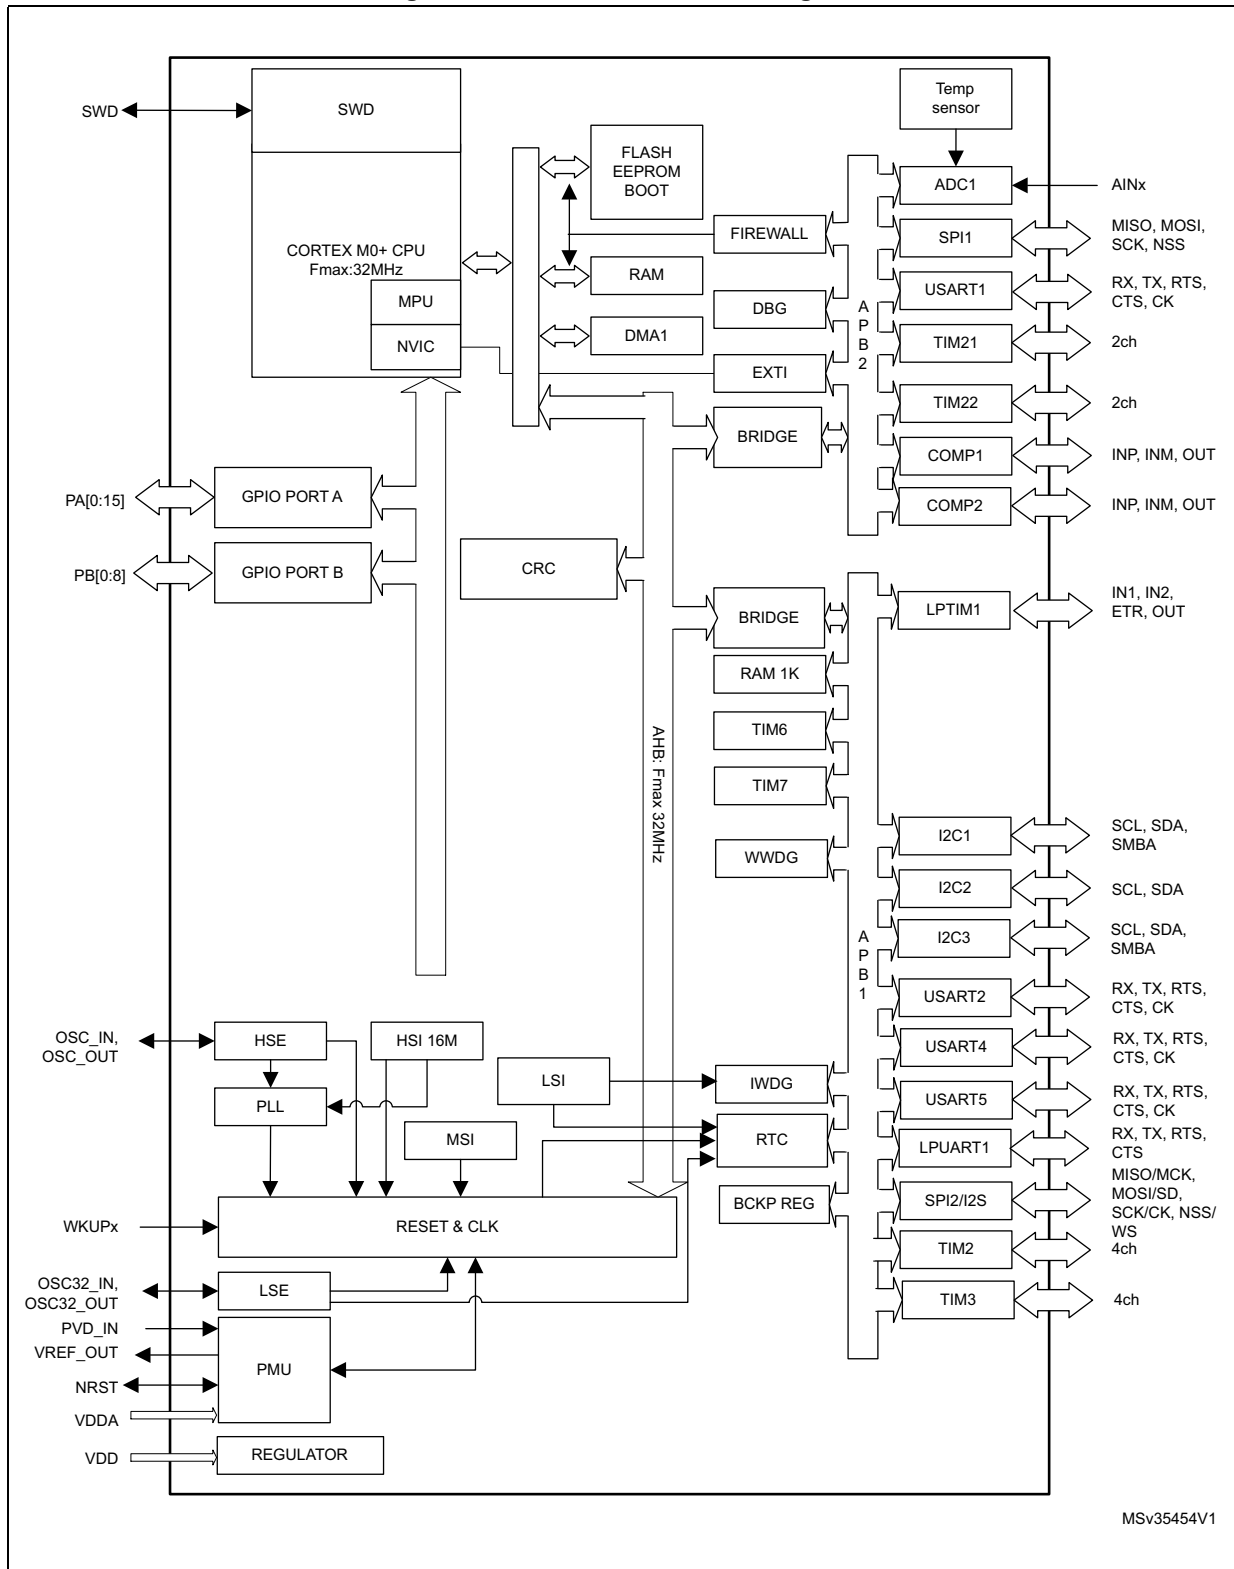 SWD
SWD
CORTEX M0+ CPU
Fmax:32MHz
MPU
NVIC
FLASH
EEPROM
BOOT
RAM
DMA1
FIREWALL
DBG
EXTI
BRIDGE
A
P
B
2
Temp
sensor
ADC1
AINx
SPI1
MISO, MOSI,
SCK, NSS
USART1
RX, TX, RTS,
CTS, CK
TIM21
2ch
TIM22
2ch
COMP1
INP, INM, OUT
COMP2
INP, INM, OUT
PA[0:15]
GPIO PORT A
PB[0:8]
GPIO PORT B
CRC
AHB: Fmax 32MHz
BRIDGE
RAM 1K
TIM6
TIM7
WWDG
A
P
B
1
LPTIM1
IN1, IN2,
ETR, OUT
I2C1
SCL, SDA,
SMBA
I2C2
SCL, SDA
I2C3
SCL, SDA,
SMBA
USART2
RX, TX, RTS,
CTS, CK
USART4
RX, TX, RTS,
CTS, CK
USART5
RX, TX, RTS,
CTS, CK
LPUART1
RX, TX, RTS,
CTS
SPI2/I2S
MISO/MCK,
MOSI/SD,
SCK/CK, NSS/
WS
TIM2
4ch
TIM3
4ch
OSC_IN,
OSC_OUT
HSE
HSI 16M
PLL
LSI
MSI
IWDG
RTC
BCKP REG
WKUPx
RESET & CLK
OSC32_IN,
OSC32_OUT
LSE
PVD_IN
VREF_OUT
NRST
VDDA
PMU
VDD
REGULATOR
MSv35454V1